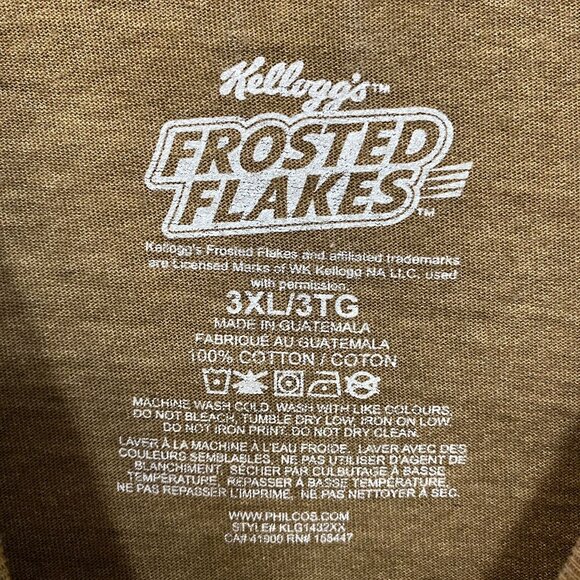 Kellogg's™
FROSTED
FLAKES™
Kellogg's Frosted Flakes and affiliated trademarks
are Licensed Marks of WK Kellogg NA LLC. used
with permission.
3XL/3TG
MADE IN GUATEMALA
FABRIQUE AU GUATEMALA
100% COTTON / COTON
MACHINE WASH COLD, WASH WITH LIKE COLOURS,
DO NOT BLEACH, TUMBLE DRY LOW, IRON ON LOW,
DO NOT IRON PRINT, DO NOT DRY CLEAN.
LAVER À LA MACHINE À L'EAU FROIDE, LAVER AVEC DES
COULEURS SEMBLABLES, NE PAS UTILISER D'AGENT DE
BLANCHIMENT, SÉCHER PAR CULBUTAGE À BASSE
TEMPÉRATURE, REPASSER À BASSE TEMPÉRATURE,
NE PAS REPASSER L'IMPRIMÉ, NE PAS NETTOYER À SEC.
WWW.PHILCOS.COM
STYLE# KLG1432XX
CA# 41900 RN# 158447